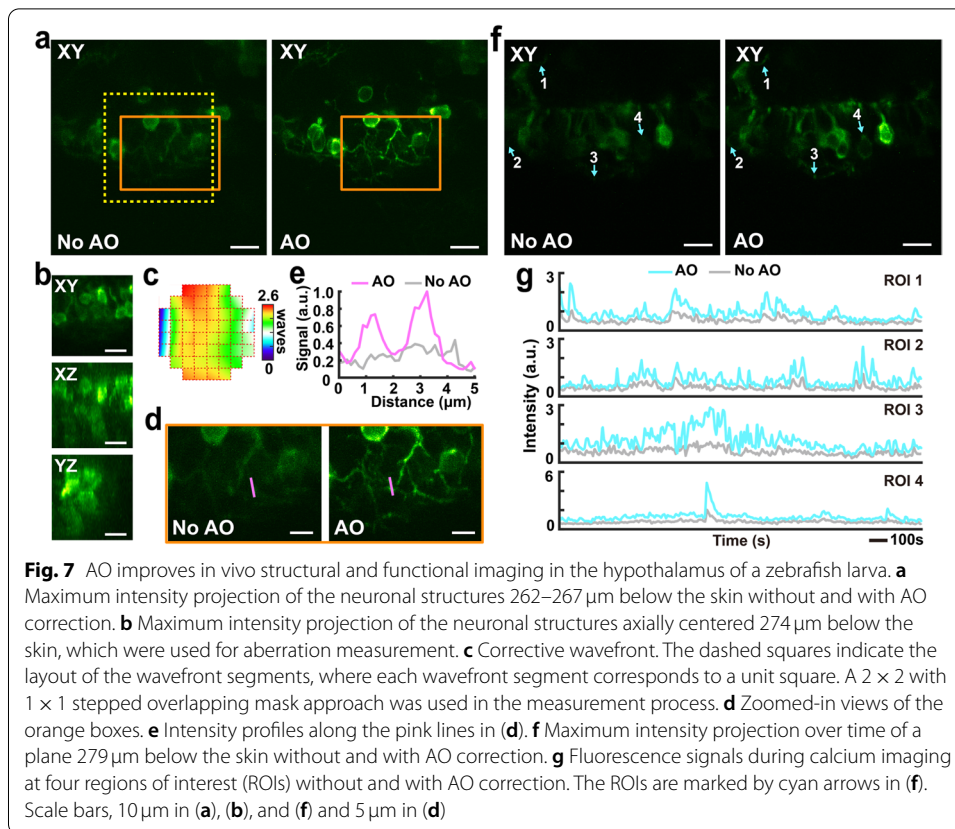 a
XY
No AO
AO
f
XY
1
2
3
4
No AO
XY
1
2
3
4
AO
b
XY
XZ
YZ
c
2.6
waves
0
e
AO
No AO
Signal (a.u.)
1.0
0.8
0.6
0.4
0.2
0
1
2
3
4
5
Distance (µm)
d
No AO
AO
g
AO
No AO
Intensity (a.u.)
3
1
ROI 1
3
1
ROI 2
3
1
ROI 3
6
1
ROI 4
Time (s)
100s
Fig. 7 AO improves in vivo structural and functional imaging in the hypothalamus of a zebrafish larva. a
Maximum intensity projection of the neuronal structures 262–267 µm below the skin without and with AO
correction. b Maximum intensity projection of the neuronal structures axially centered 274 µm below the
skin, which were used for aberration measurement. c Corrective wavefront. The dashed squares indicate the
layout of the wavefront segments, where each wavefront segment corresponds to a unit square. A 2 × 2 with
1 × 1 stepped overlapping mask approach was used in the measurement process. d Zoomed-in views of the
orange boxes. e Intensity profiles along the pink lines in (d). f Maximum intensity projection over time of a
plane 279 µm below the skin without and with AO correction. g Fluorescence signals during calcium imaging
at four regions of interest (ROIs) without and with AO correction. The ROIs are marked by cyan arrows in (f).
Scale bars, 10 µm in (a), (b), and (f) and 5 µm in (d)